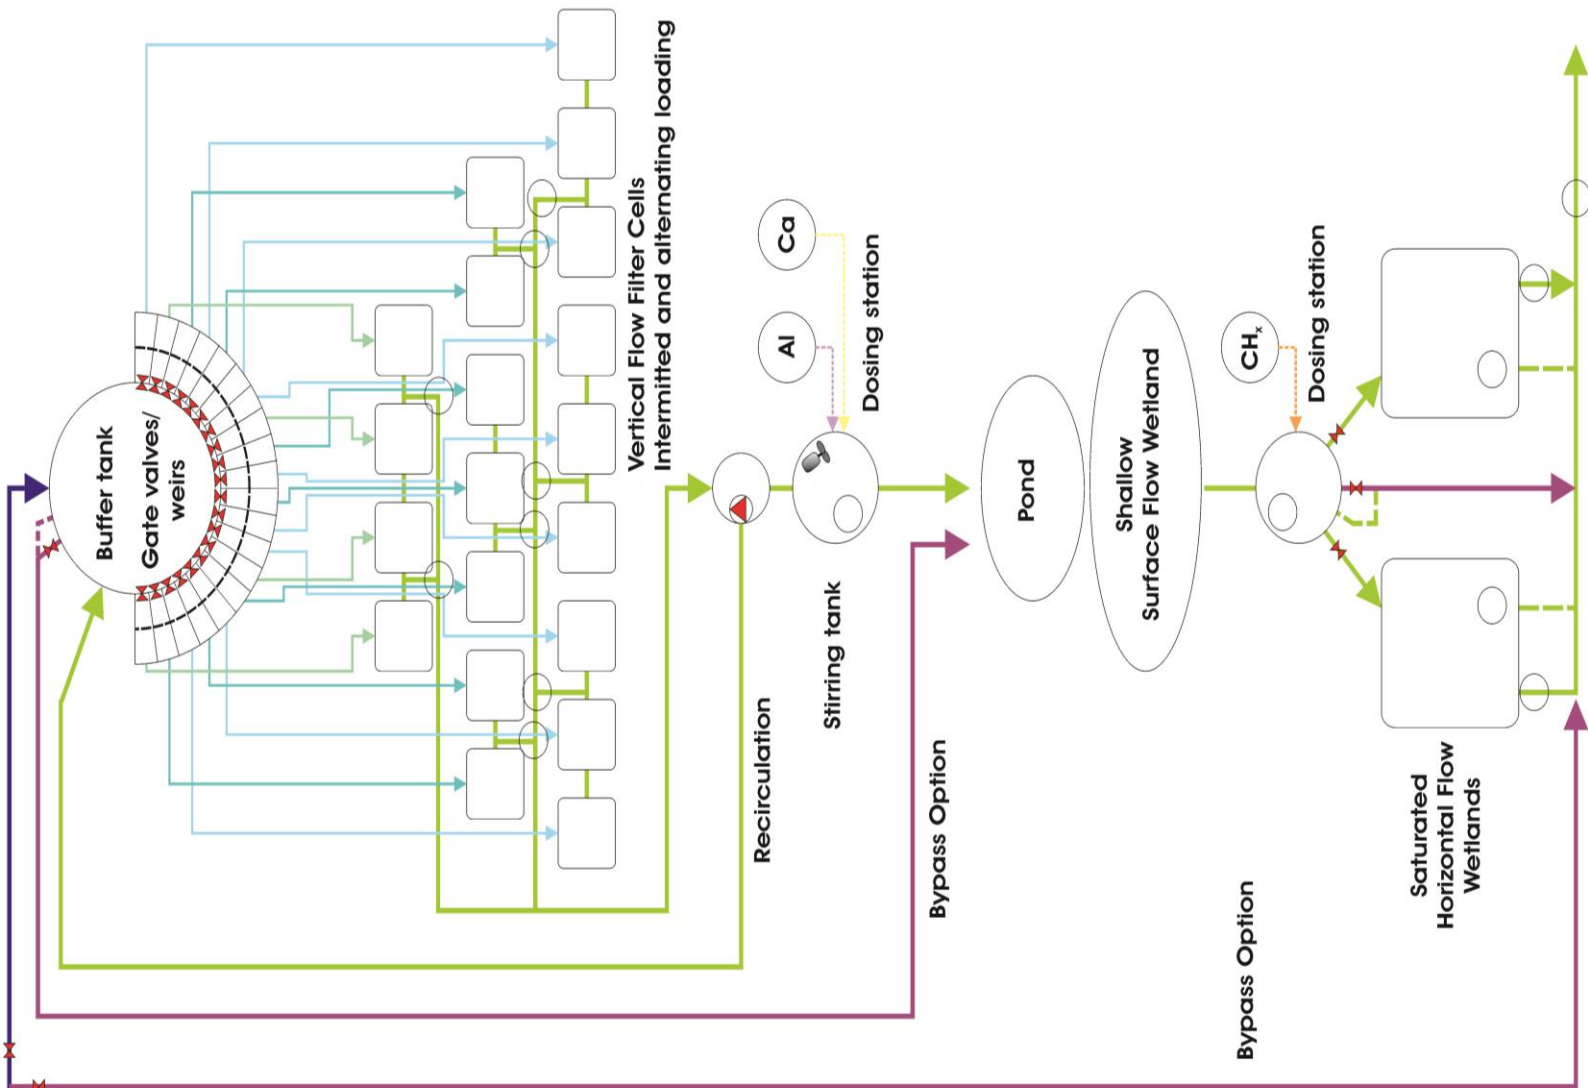 Buffer tank
Gate valves/
weirs
Vertical Flow Filter Cells
Intermitted and alternating loading
Recirculation
Stirring tank
Al
Ca
Dosing station
Bypass Option
Pond
Shallow
Surface Flow Wetland
CHₓ
Dosing station
Bypass Option
Saturated
Horizontal Flow
Wetlands